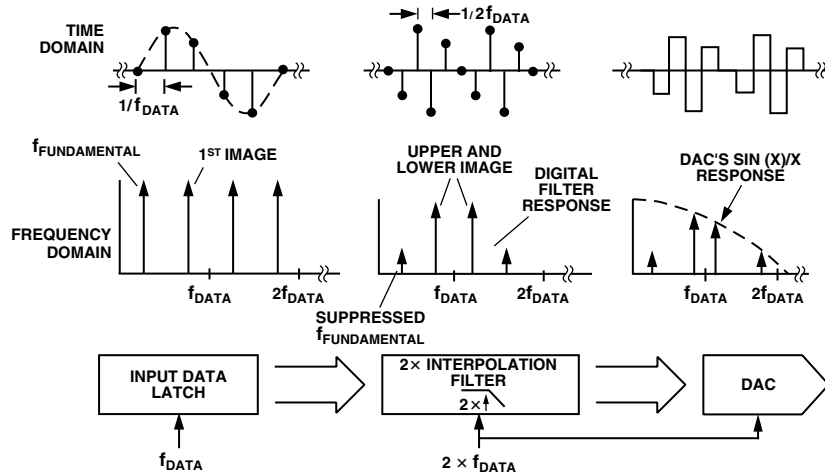 TIME
DOMAIN
1/fDATA
1/2fDATA
fFUNDAMENTAL
1ST IMAGE
UPPER AND
LOWER IMAGE
DIGITAL
FILTER
RESPONSE
DAC'S SIN (X)/X
RESPONSE
FREQUENCY
DOMAIN
fDATA
2fDATA
SUPPRESSED
fFUNDAMENTAL
fDATA
2fDATA
fDATA
2fDATA
INPUT DATA
LATCH
2× INTERPOLATION
FILTER
2×
DAC
fDATA
2 × fDATA